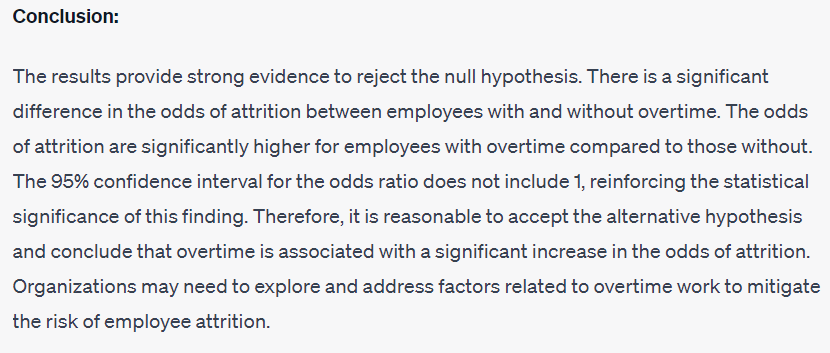 Conclusion:
The results provide strong evidence to reject the null hypothesis. There is a significant
difference in the odds of attrition between employees with and without overtime. The odds
of attrition are significantly higher for employees with overtime compared to those without.
The 95% confidence interval for the odds ratio does not include 1, reinforcing the statistical
significance of this finding. Therefore, it is reasonable to accept the alternative hypothesis
and conclude that overtime is associated with a significant increase in the odds of attrition.
Organizations may need to explore and address factors related to overtime work to mitigate
the risk of employee attrition.